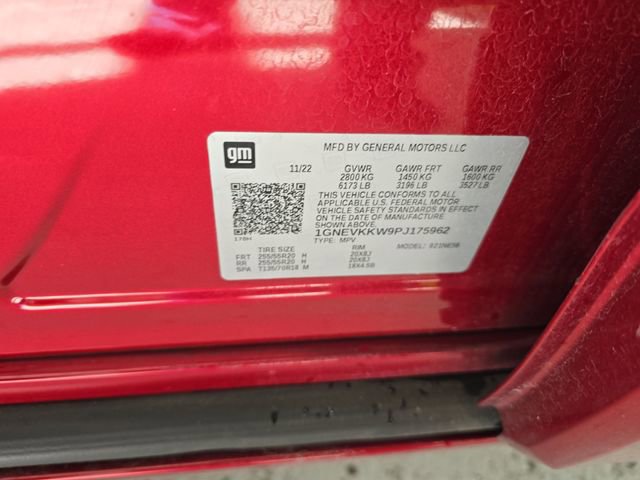 gm
MFD BY GENERAL MOTORS LLC
11/22 GVWR GAWR FRT GAWR RR
2800 KG 1450 KG 1600 KG
6173 LB 3196 LB 3527 LB
THIS VEHICLE CONFORMS TO ALL
APPLICABLE U.S. FEDERAL MOTOR
VEHICLE SAFETY STANDARDS IN EFFECT
ON THE DATE OF MANUFACTURE
SHOWN ABOVE.
1GNEVKKW9PJ175962
TYPE: MPV MODEL:
TIRE SIZE RIM
FRT 255/55R20 H 20X8J
RR 255/55R20 H 20X8J
SPA T135/70R18 M 18X4.5B